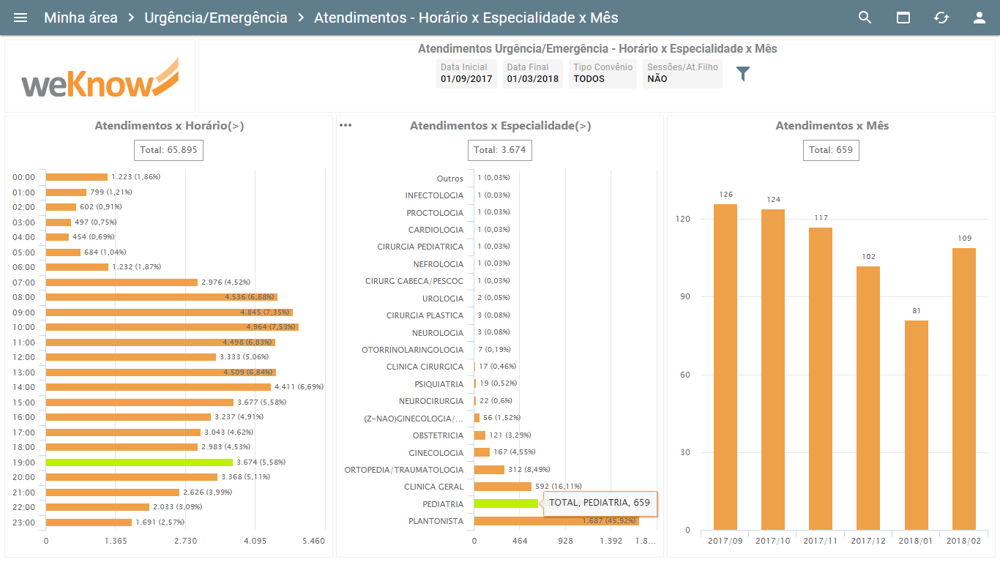 Minha área > Urgência/Emergência > Atendimentos - Horário x Especialidade x Mês
weKnow
Atendimentos Urgência/Emergência - Horário x Especialidade x Mês
Data Inicial
01/09/2017
Data Final
01/03/2018
Tipo Convênio
TODOS
Sessões/At.Filho
NÃO
Atendimentos x Horário(>)
Total: 65.895
00:00 1.223 (1,86%)
01:00 799 (1,21%)
02:00 602 (0,91%)
03:00 497 (0,75%)
04:00 454 (0,69%)
05:00 684 (1,04%)
06:00 1.232 (1,87%)
07:00 2.976 (4,52%)
08:00 4.536 (6,88%)
09:00 4.845 (7,35%)
10:00 4.964 (7,53%)
11:00 4.498 (6,83%)
12:00 3.333 (5,06%)
13:00 4.509 (6,84%)
14:00 4.411 (6,69%)
15:00 3.677 (5,58%)
16:00 3.237 (4,91%)
17:00 3.043 (4,62%)
18:00 2.983 (4,53%)
19:00 3.674 (5,58%)
20:00 3.368 (5,11%)
21:00 2.626 (3,99%)
22:00 2.033 (3,09%)
23:00 1.691 (2,57%)
0 1.365 2.730 4.095 5.460
Atendimentos x Especialidade(>)
Total: 3.674
Outros 1 (0,03%)
INFECTOLOGIA 1 (0,03%)
PROCTOLOGIA 1 (0,03%)
CARDIOLOGIA 1 (0,03%)
CIRURGIA PEDIATRICA 1 (0,03%)
NEFROLOGIA 1 (0,03%)
CIRURG CABECA/PESCOC 1 (0,03%)
UROLOGIA 2 (0,05%)
CIRURGIA PLASTICA 3 (0,08%)
NEUROLOGIA 3 (0,08%)
OTORRINOLARINGOLOGIA 7 (0,19%)
CLINICA CIRURGICA 17 (0,46%)
PSIQUIATRIA 19 (0,52%)
NEUROCIRURGIA 22 (0,6%)
(Z-NAO)GINECOLOGIA/... 56 (1,52%)
OBSTETRICIA 121 (3,29%)
GINECOLOGIA 167 (4,55%)
ORTOPEDIA/TRAUMATOLOGIA 312 (8,49%)
CLINICA GERAL 592 (16,11%)
PEDIATRIA
TOTAL, PEDIATRIA, 659
PLANTONISTA 1.687 (45,92%)
0 464 928 1.392 1.8...
Atendimentos x Mês
Total: 659
126
124
117
102
81
109
120
90
60
30
0
2017/09 2017/10 2017/11 2017/12 2018/01 2018/02